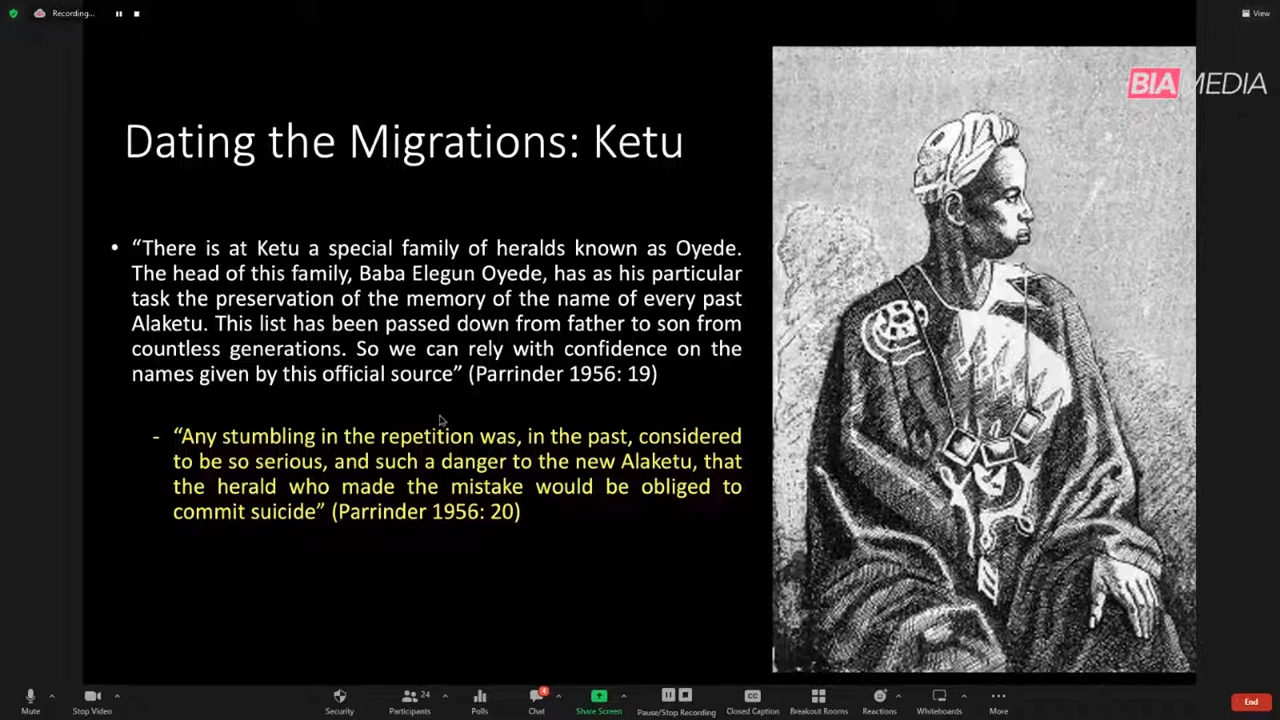 Recording...
View
BIA MEDIA
Dating the Migrations: Ketu
• “There is at Ketu a special family of heralds known as Oyede.
The head of this family, Baba Elegun Oyede, has as his particular
task the preservation of the memory of the name of every past
Alaketu. This list has been passed down from father to son from
countless generations. So we can rely with confidence on the
names given by this official source” (Parrinder 1956: 19)
- “Any stumbling in the repetition was, in the past, considered
to be so serious, and such a danger to the new Alaketu, that
the herald who made the mistake would be obliged to
commit suicide” (Parrinder 1956: 20)
Mute
Stop Video
Security
Participants 24
Polls
Chat 4
Share Screen
Pause/Stop Recording
Closed Caption
Breakout Rooms
Reactions
Whiteboards
More
End